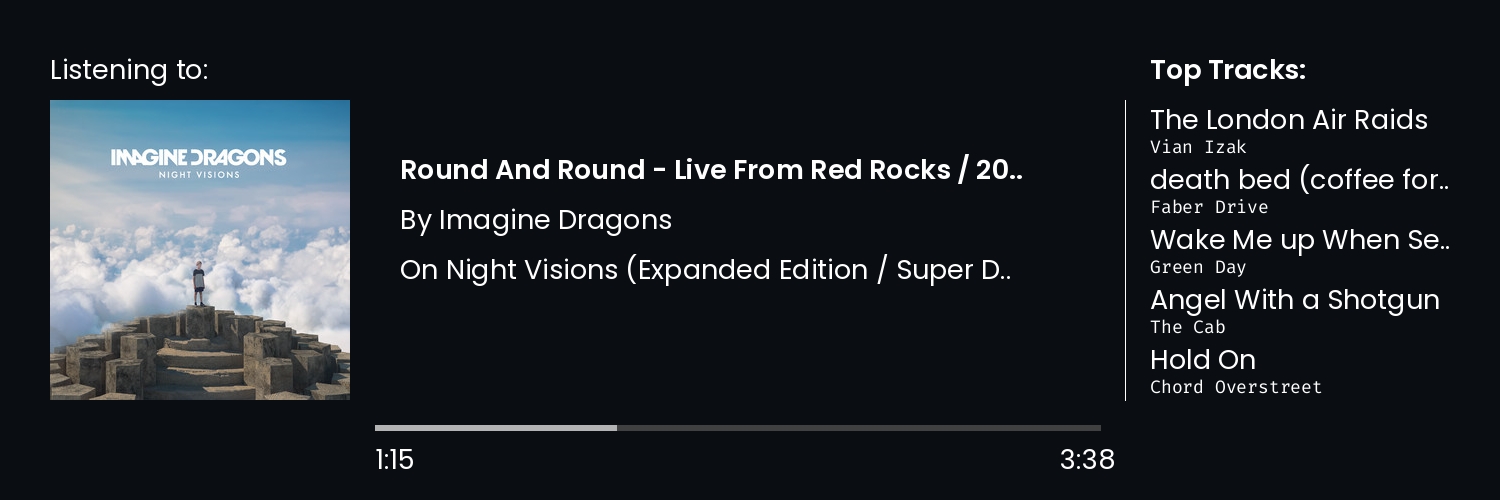 Listening to:
IMAGINE DRAGONS
NIGHT VISIONS
Round And Round - Live From Red Rocks / 20..
By Imagine Dragons
On Night Visions (Expanded Edition / Super D..
1:15
3:38
Top Tracks:
The London Air Raids
Vian Izak
death bed (coffee for..
Faber Drive
Wake Me up When Se..
Green Day
Angel With a Shotgun
The Cab
Hold On
Chord Overstreet